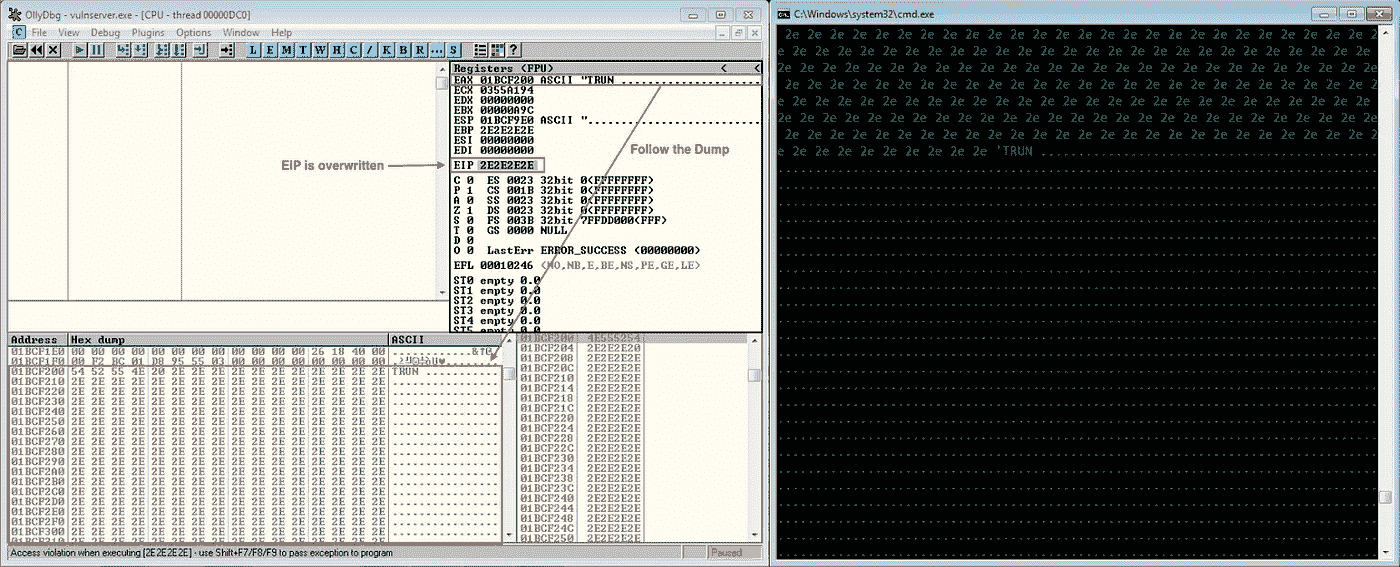 OllyDbg - vulnserver.exe - [CPU - thread 00000DC0]
C File View Debug Plugins Options Window Help
L E M T W H C / K B R ... S ?
Registers (FPU) < <
EAX 01BCF200 ASCII "TRUN ........................
ECX 0355A194
EDX 00000000
EBX 00000A9C
ESP 01BCF9E0 ASCII "........................
EBP 2E2E2E2E
ESI 00000000
EDI 00000000
EIP is overwritten
EIP 2E2E2E2E
Follow the Dump
C 0 ES 0023 32bit 0(FFFFFFFF)
P 1 CS 001B 32bit 0(FFFFFFFF)
A 0 SS 0023 32bit 0(FFFFFFFF)
Z 1 DS 0023 32bit 0(FFFFFFFF)
S 0 FS 003B 32bit 7FFDD000(FFF)
T 0 GS 0000 NULL
D 0
O 0 LastErr ERROR_SUCCESS (00000000)
EFL 00010246 (NO,NB,E,BE,NS,PE,GE,LE)
ST0 empty 0.0
ST1 empty 0.0
ST2 empty 0.0
ST3 empty 0.0
ST4 empty 0.0
ST5 empty 0.0
Address Hex dump ASCII
01BCF1E0 00 00 00 00 00 00 00 00 00 00 00 00 26 18 40 00
01BCF1F0 00 F2 BC 01 D8 95 55 03 00 00 00 00 00 00 00 00
01BCF200 54 52 55 4E 20 2E 2E 2E 2E 2E 2E 2E 2E 2E 2E 2E TRUN ...........
01BCF210 2E 2E 2E 2E 2E 2E 2E 2E 2E 2E 2E 2E 2E 2E 2E 2E ................
01BCF220 2E 2E 2E 2E 2E 2E 2E 2E 2E 2E 2E 2E 2E 2E 2E 2E ................
01BCF230 2E 2E 2E 2E 2E 2E 2E 2E 2E 2E 2E 2E 2E 2E 2E 2E ................
01BCF240 2E 2E 2E 2E 2E 2E 2E 2E 2E 2E 2E 2E 2E 2E 2E 2E ................
01BCF250 2E 2E 2E 2E 2E 2E 2E 2E 2E 2E 2E 2E 2E 2E 2E 2E ................
01BCF260 2E 2E 2E 2E 2E 2E 2E 2E 2E 2E 2E 2E 2E 2E 2E 2E ................
01BCF270 2E 2E 2E 2E 2E 2E 2E 2E 2E 2E 2E 2E 2E 2E 2E 2E ................
01BCF280 2E 2E 2E 2E 2E 2E 2E 2E 2E 2E 2E 2E 2E 2E 2E 2E ................
01BCF290 2E 2E 2E 2E 2E 2E 2E 2E 2E 2E 2E 2E 2E 2E 2E 2E ................
01BCF2A0 2E 2E 2E 2E 2E 2E 2E 2E 2E 2E 2E 2E 2E 2E 2E 2E ................
01BCF2B0 2E 2E 2E 2E 2E 2E 2E 2E 2E 2E 2E 2E 2E 2E 2E 2E ................
01BCF2C0 2E 2E 2E 2E 2E 2E 2E 2E 2E 2E 2E 2E 2E 2E 2E 2E ................
01BCF2D0 2E 2E 2E 2E 2E 2E 2E 2E 2E 2E 2E 2E 2E 2E 2E 2E ................
01BCF2E0 2E 2E 2E 2E 2E 2E 2E 2E 2E 2E 2E 2E 2E 2E 2E 2E ................
01BCF2F0 2E 2E 2E 2E 2E 2E 2E 2E 2E 2E 2E 2E 2E 2E 2E 2E ................
01BCF300 2E 2E 2E 2E 2E 2E 2E 2E 2E 2E 2E 2E 2E 2E 2E 2E ................
01BCF200 4E555254
01BCF204 2E2E2E20
01BCF208 2E2E2E2E
01BCF20C 2E2E2E2E
01BCF210 2E2E2E2E
01BCF214 2E2E2E2E
01BCF218 2E2E2E2E
01BCF21C 2E2E2E2E
01BCF220 2E2E2E2E
01BCF224 2E2E2E2E
01BCF228 2E2E2E2E
01BCF22C 2E2E2E2E
01BCF230 2E2E2E2E
01BCF234 2E2E2E2E
01BCF238 2E2E2E2E
01BCF23C 2E2E2E2E
01BCF240 2E2E2E2E
01BCF244 2E2E2E2E
01BCF248 2E2E2E2E
01BCF24C 2E2E2E2E
01BCF250 2E2E2E2E
Access violation when executing [2E2E2E2E] - use Shift+F7/F8/F9 to pass exception to program
Paused
C:\Windows\system32\cmd.exe
2e 2e 2e 2e 2e 2e 2e 2e 2e 2e 2e 2e 2e 2e 2e 2e 2e 2e 2e 2e 2e 2e 2e 2e 2e 2e
e 2e 2e 2e 2e 2e 2e 2e 2e 2e 2e 2e 2e 2e 2e 2e 2e 2e 2e 2e 2e 2e 2e 2e 2e 2e 2
2e 2e 2e 2e 2e 2e 2e 2e 2e 2e 2e 2e 2e 2e 2e 2e 2e 2e 2e 2e 2e 2e 2e 2e 2e 2e
e 2e 2e 2e 2e 2e 2e 2e 2e 2e 2e 2e 2e 2e 2e 2e 2e 2e 2e 2e 2e 2e 2e 2e 2e 2e 2
2e 2e 2e 2e 2e 2e 2e 2e 2e 2e 2e 2e 2e 2e 2e 2e 2e 2e 2e 2e 2e 2e 2e 2e 2e 2e
e 2e 2e 2e 2e 2e 2e 2e 2e 2e 2e 2e 2e 2e 2e 2e 2e 2e 2e 2e 2e 2e 2e 2e 2e 2e 2
2e 2e 2e 2e 2e 2e 2e 2e 2e 2e 2e 2e 2e 2e 2e 2e 2e 2e 2e 2e 2e 2e 2e 2e 2e 2e
e 2e 2e 2e 2e 2e 2e 2e 2e 'TRUN ..............................................